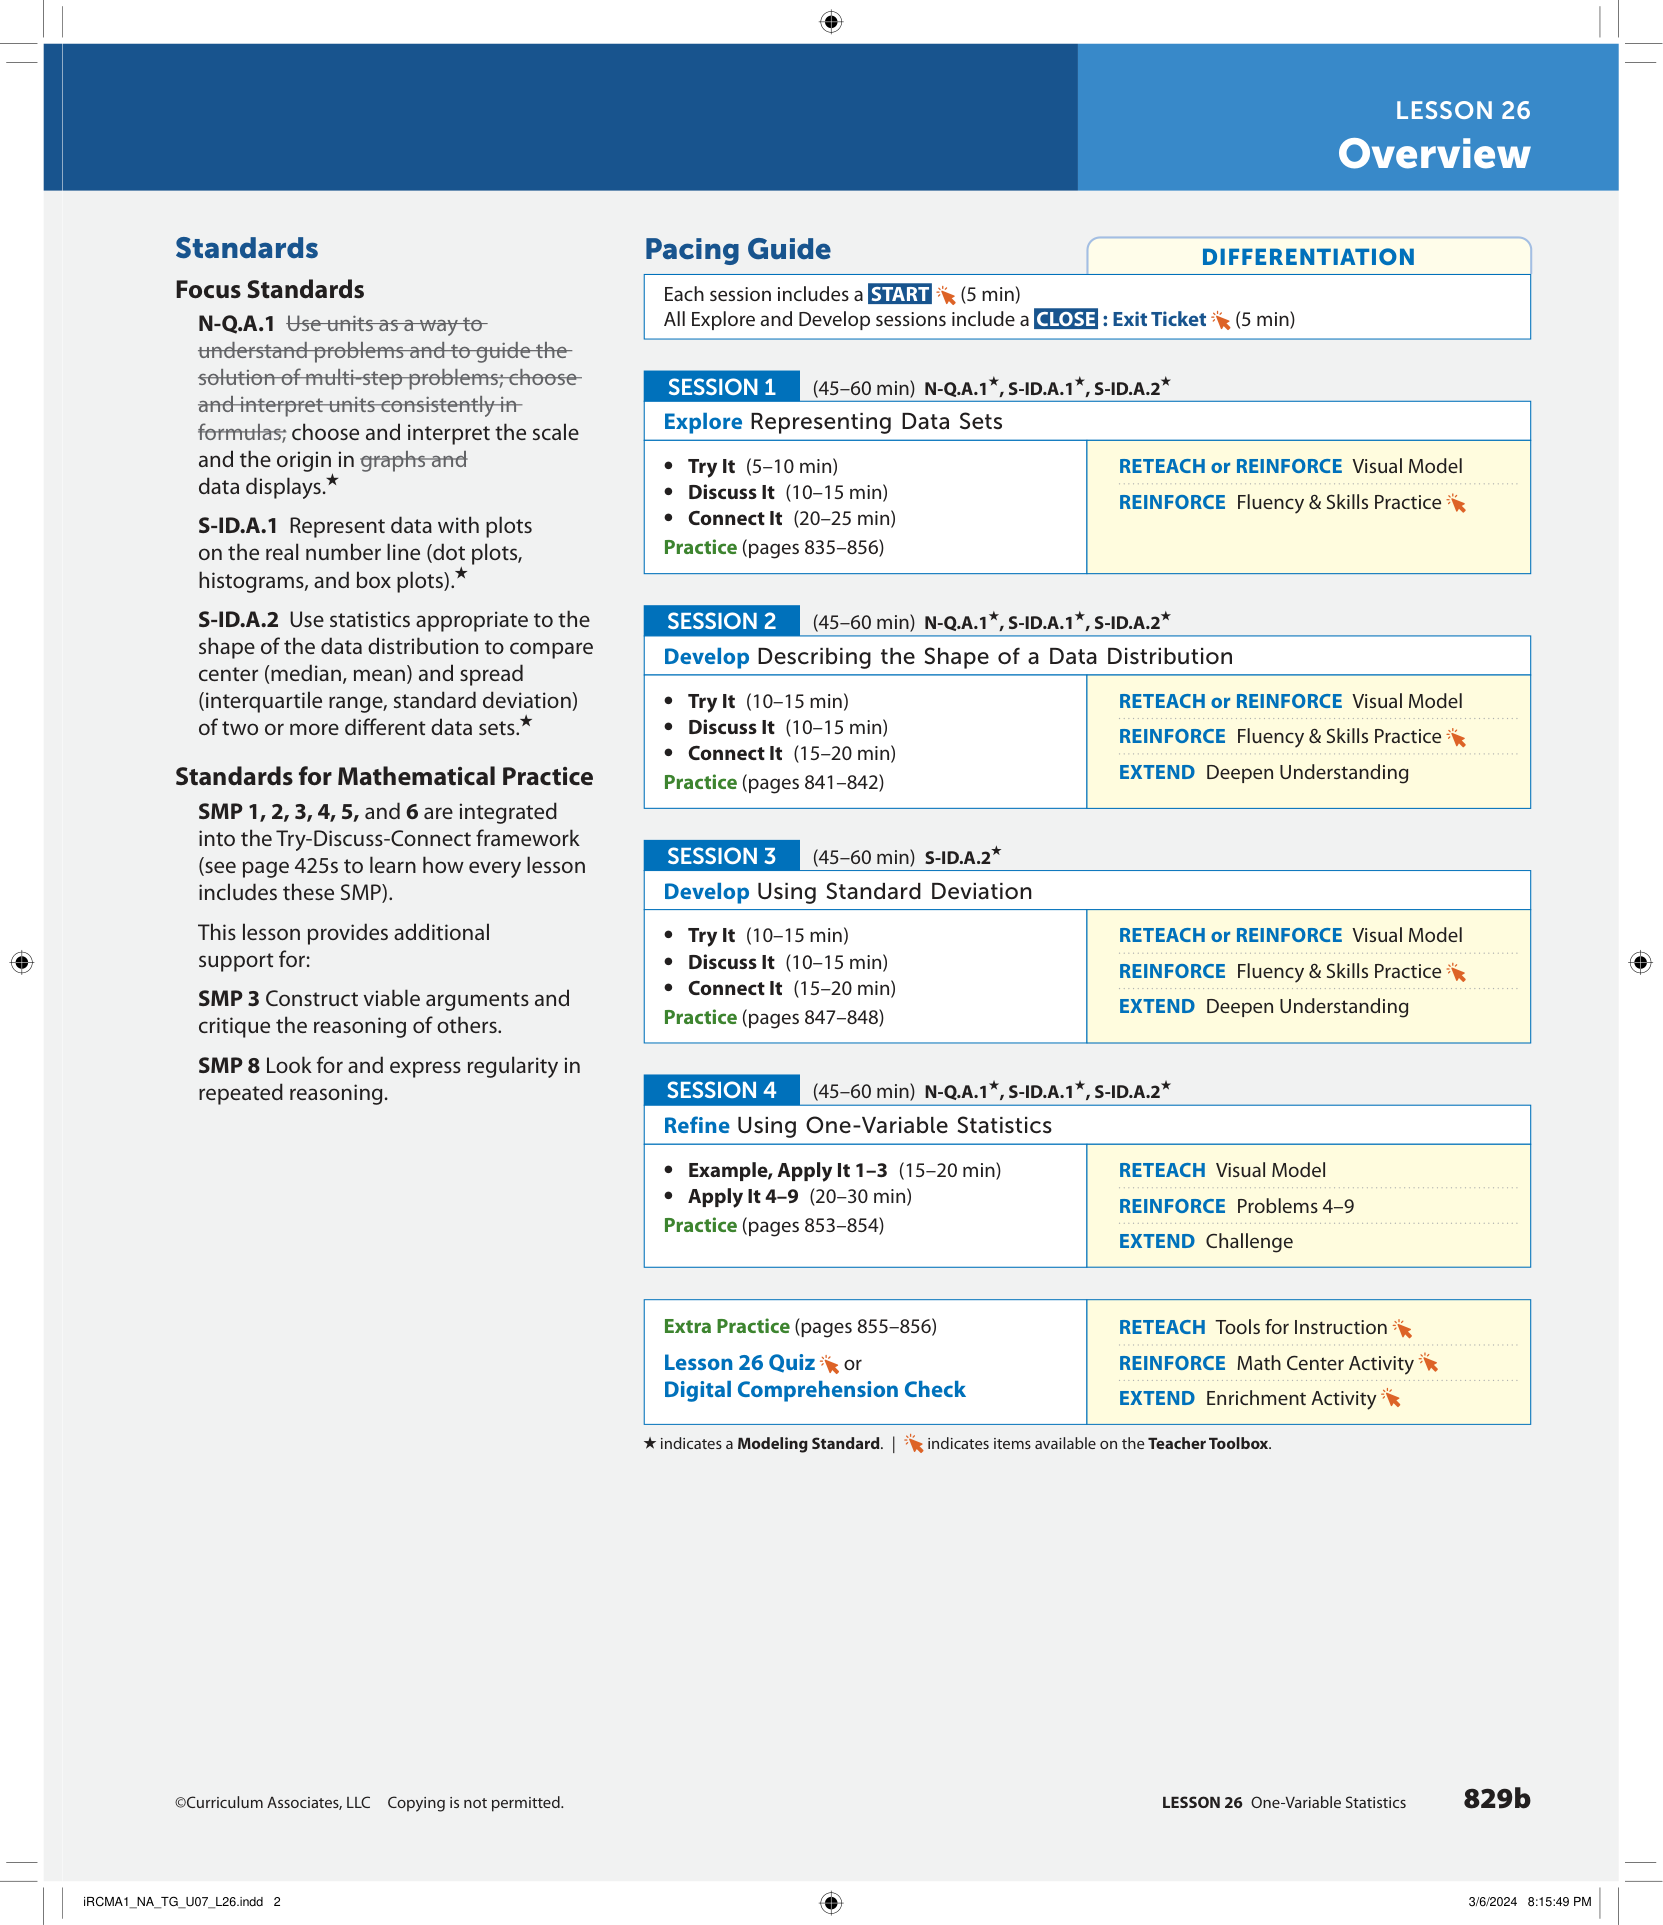 LESSON 26
Overview
Standards
Focus Standards
N-Q.A.1 Use units as a way to
understand problems and to guide the
solution of multi-step problems; choose
and interpret units consistently in
formulas; choose and interpret the scale
and the origin in graphs and
data displays.★
S-ID.A.1 Represent data with plots
on the real number line (dot plots,
histograms, and box plots).★
S-ID.A.2 Use statistics appropriate to the
shape of the data distribution to compare
center (median, mean) and spread
(interquartile range, standard deviation)
of two or more different data sets.★
Standards for Mathematical Practice
SMP 1, 2, 3, 4, 5, and 6 are integrated
into the Try-Discuss-Connect framework
(see page 425s to learn how every lesson
includes these SMP).
This lesson provides additional
support for:
SMP 3 Construct viable arguments and
critique the reasoning of others.
SMP 8 Look for and express regularity in
repeated reasoning.
Pacing Guide
DIFFERENTIATION
Each session includes a START (5 min)
All Explore and Develop sessions include a CLOSE : Exit Ticket (5 min)
SESSION 1 (45–60 min) N-Q.A.1★, S-ID.A.1★, S-ID.A.2★
Explore Representing Data Sets
• Try It (5–10 min)
• Discuss It (10–15 min)
• Connect It (20–25 min)
Practice (pages 835–856)
RETEACH or REINFORCE Visual Model
REINFORCE Fluency & Skills Practice
SESSION 2 (45–60 min) N-Q.A.1★, S-ID.A.1★, S-ID.A.2★
Develop Describing the Shape of a Data Distribution
• Try It (10–15 min)
• Discuss It (10–15 min)
• Connect It (15–20 min)
Practice (pages 841–842)
RETEACH or REINFORCE Visual Model
REINFORCE Fluency & Skills Practice
EXTEND Deepen Understanding
SESSION 3 (45–60 min) S-ID.A.2★
Develop Using Standard Deviation
• Try It (10–15 min)
• Discuss It (10–15 min)
• Connect It (15–20 min)
Practice (pages 847–848)
RETEACH or REINFORCE Visual Model
REINFORCE Fluency & Skills Practice
EXTEND Deepen Understanding
SESSION 4 (45–60 min) N-Q.A.1★, S-ID.A.1★, S-ID.A.2★
Refine Using One-Variable Statistics
• Example, Apply It 1–3 (15–20 min)
• Apply It 4–9 (20–30 min)
Practice (pages 853–854)
RETEACH Visual Model
REINFORCE Problems 4–9
EXTEND Challenge
Extra Practice (pages 855–856)
Lesson 26 Quiz or
Digital Comprehension Check
RETEACH Tools for Instruction
REINFORCE Math Center Activity
EXTEND Enrichment Activity
★ indicates a Modeling Standard. | indicates items available on the Teacher Toolbox.
©Curriculum Associates, LLC Copying is not permitted.
LESSON 26 One-Variable Statistics 829b
iRCMA1_NA_TG_U07_L26.indd 2
3/6/2024 8:15:49 PM